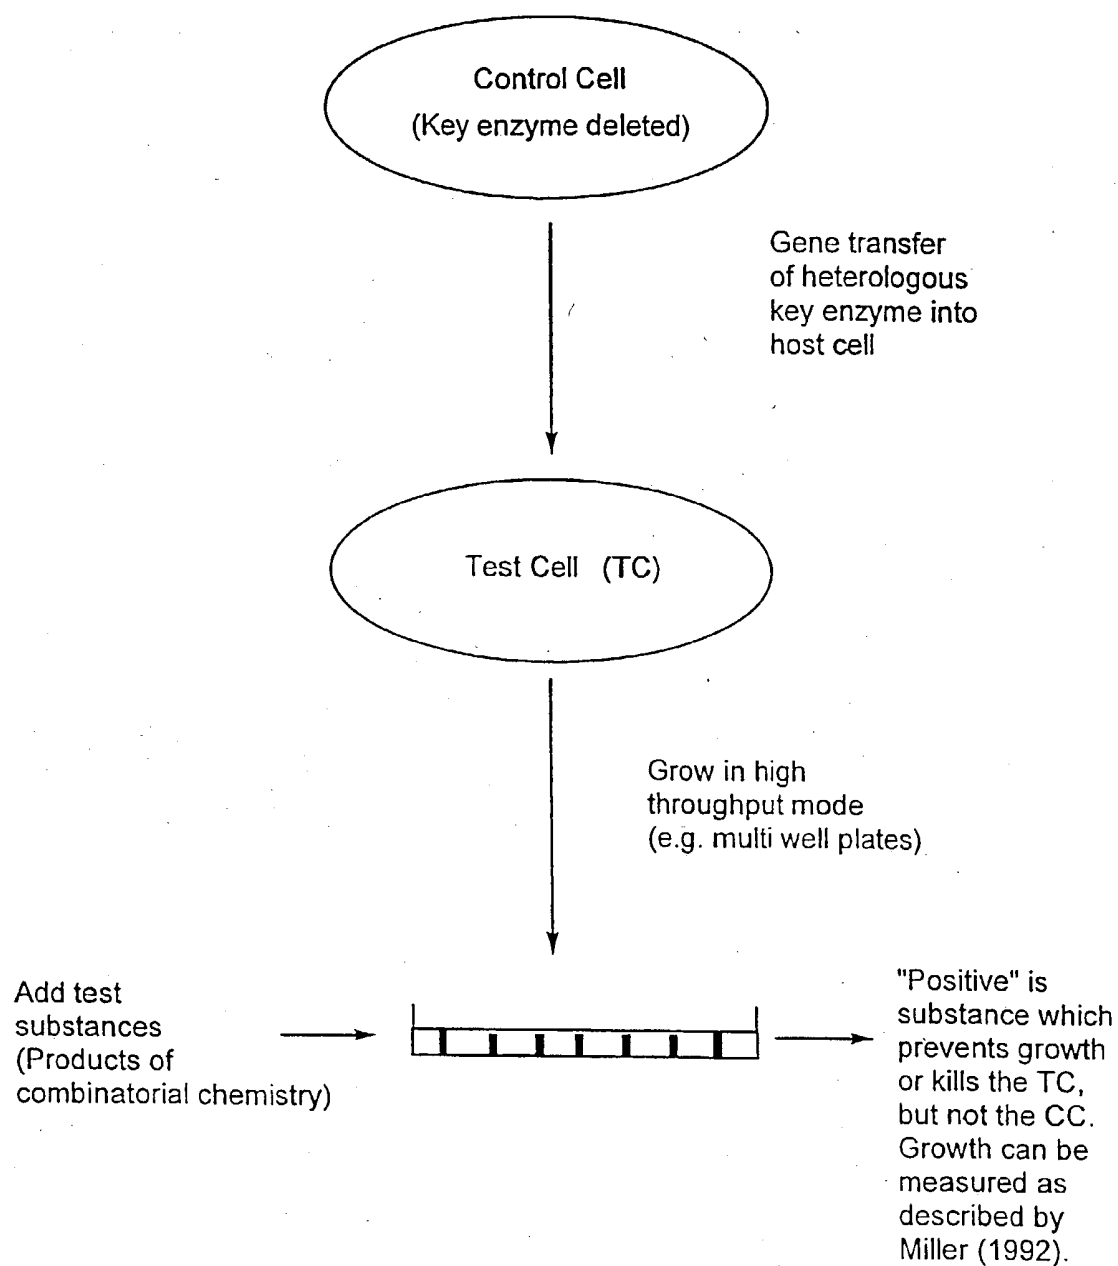 Control Cell
(Key enzyme deleted)
Gene transfer
of heterologous
key enzyme into
host cell
Test Cell (TC)
Grow in high
throughput mode
(e.g. multi well plates)
Add test
substances
(Products of
combinatorial chemistry)
"Positive" is
substance which
prevents growth
or kills the TC,
but not the CC.
Growth can be
measured as
described by
Miller (1992).